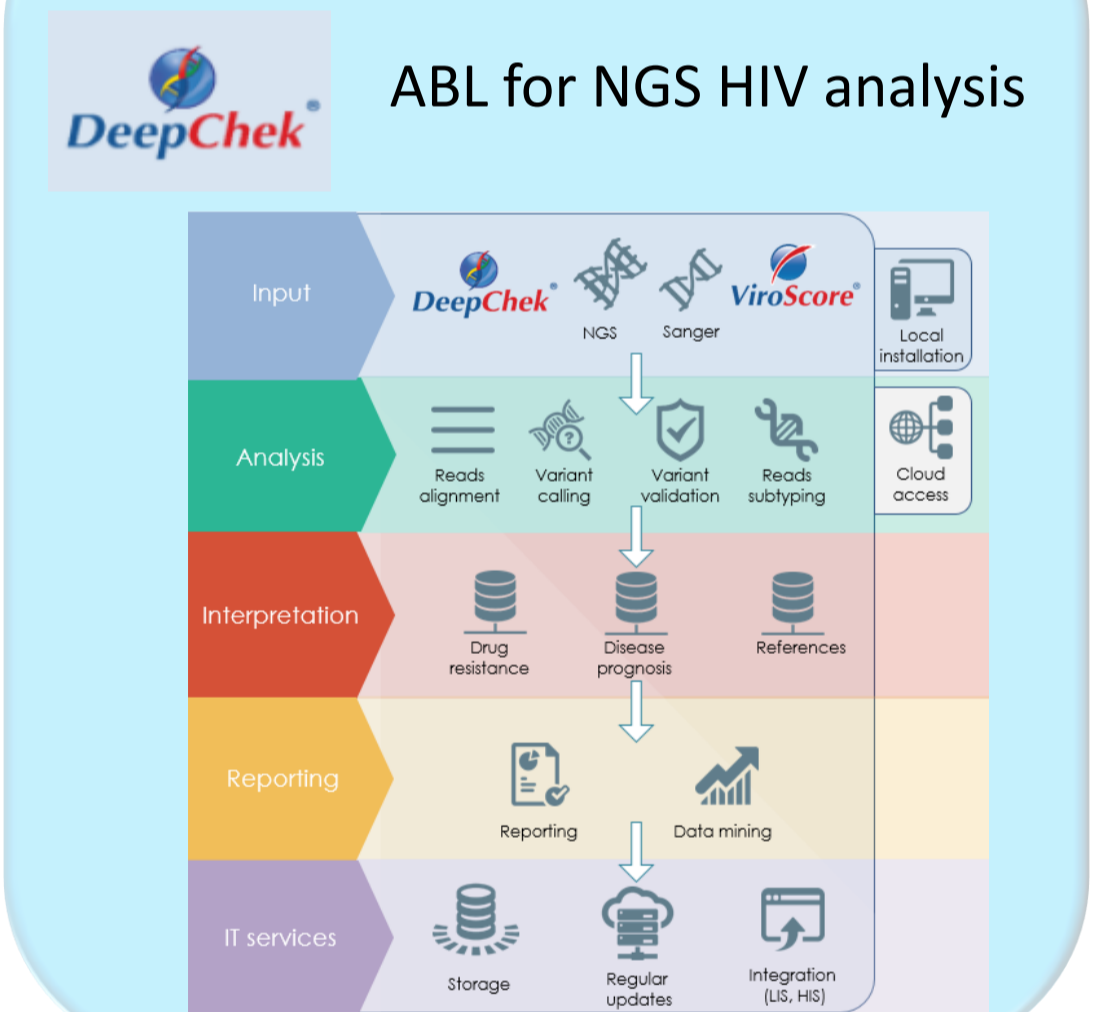 DeepChek®
ABL for NGS HIV analysis
Input
DeepChek®
NGS
Sanger
ViroScore®
Local
installation
Analysis
Reads
alignment
?
Variant
calling
Variant
validation
Reads
subtyping
Cloud
access
Interpretation
Drug
resistance
Disease
prognosis
References
Reporting
Reporting
Data mining
IT services
Storage
Regular
updates
Integration
(LIS, HIS)